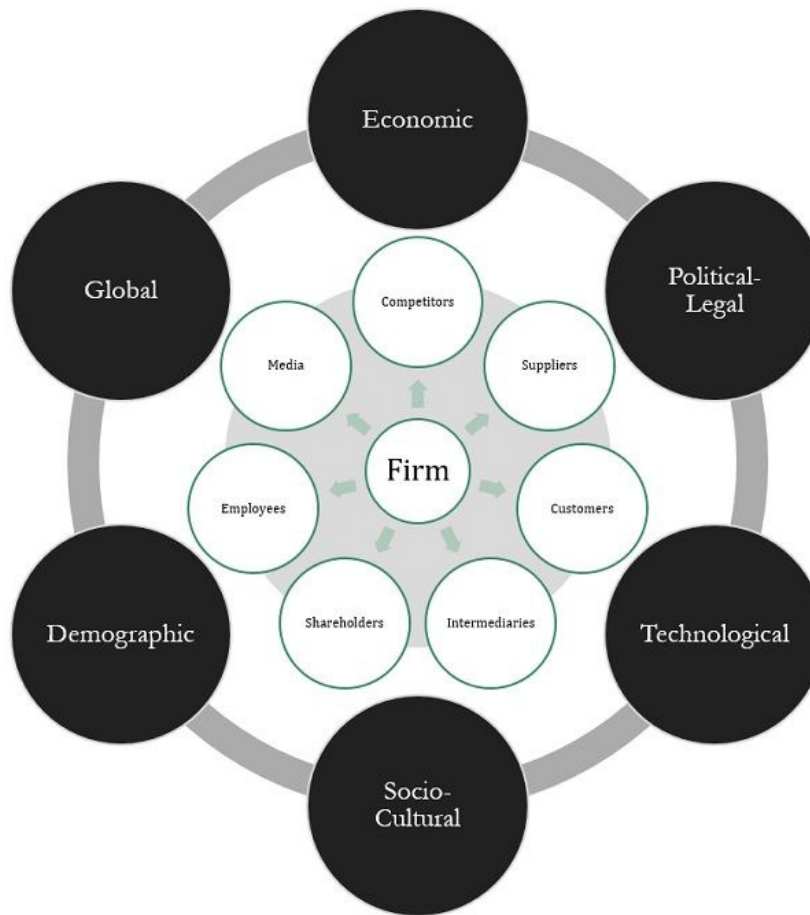 Economic
Global
Political-
Legal
Competitors
Media
Suppliers
Firm
Employees
Customers
Shareholders
Intermediaries
Demographic
Technological
Socio-
Cultural